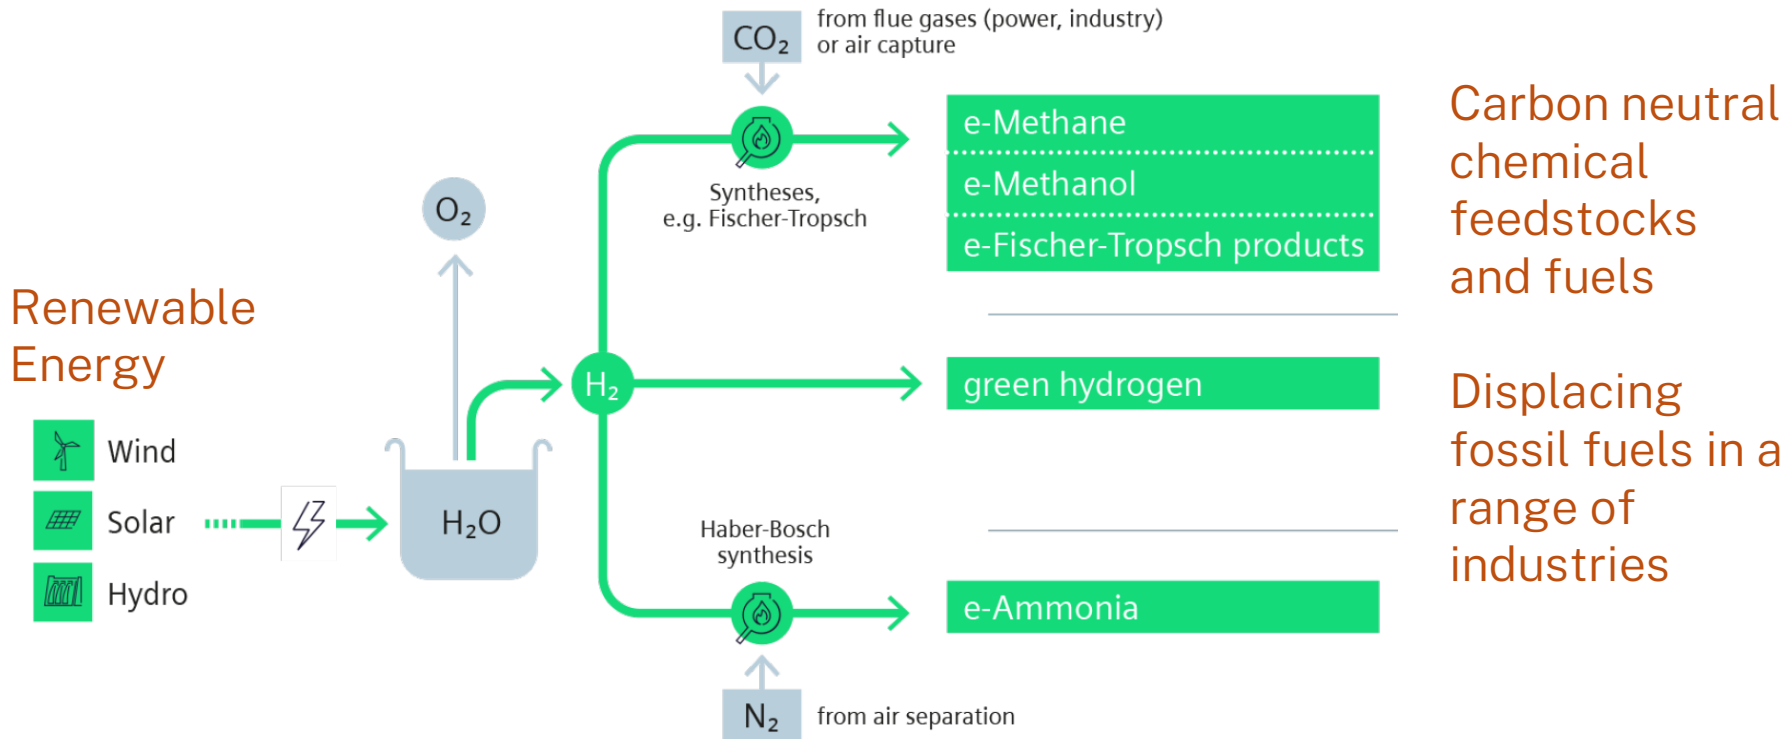 Renewable
Energy
Wind
Solar
Hydro
H₂O
O₂
H₂
CO₂
from flue gases (power, industry)
or air capture
Syntheses,
e.g. Fischer-Tropsch
Haber-Bosch
synthesis
N₂
from air separation
e-Methane
e-Methanol
e-Fischer-Tropsch products
green hydrogen
e-Ammonia
Carbon neutral
chemical
feedstocks
and fuels
Displacing
fossil fuels in a
range of
industries